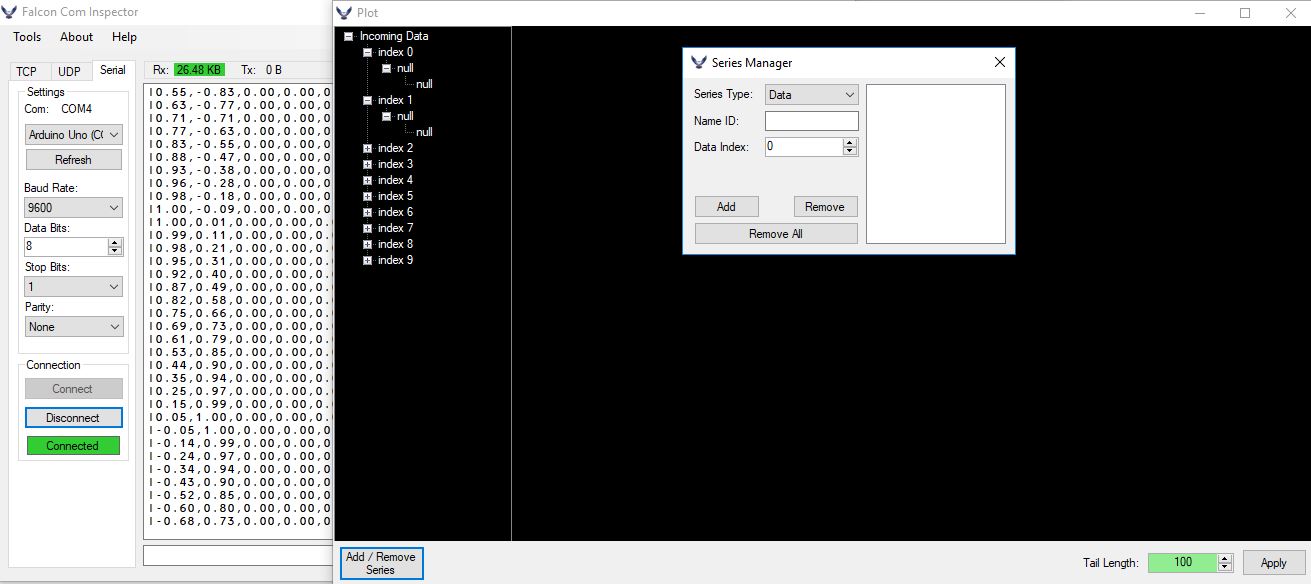 Falcon Com Inspector
Tools About Help
TCP UDP Serial
Settings
Com: COM4
Arduino Uno (CC
Refresh
Baud Rate:
9600
Data Bits:
8
Stop Bits:
1
Parity:
None
Connection
Connect
Disconnect
Connected
Rx: 26.48 KB Tx: 0 B
|0.55,-0.83,0.00,0.00,0
|0.63,-0.77,0.00,0.00,0
|0.71,-0.71,0.00,0.00,0
|0.77,-0.63,0.00,0.00,0
|0.83,-0.55,0.00,0.00,0
|0.88,-0.47,0.00,0.00,0
|0.93,-0.38,0.00,0.00,0
|0.96,-0.28,0.00,0.00,0
|0.98,-0.18,0.00,0.00,0
|1.00,-0.09,0.00,0.00,0
|1.00,0.01,0.00,0.00,0.
|0.99,0.11,0.00,0.00,0.
|0.98,0.21,0.00,0.00,0.
|0.95,0.31,0.00,0.00,0.
|0.92,0.40,0.00,0.00,0.
|0.87,0.49,0.00,0.00,0.
|0.82,0.58,0.00,0.00,0.
|0.75,0.66,0.00,0.00,0.
|0.69,0.73,0.00,0.00,0.
|0.61,0.79,0.00,0.00,0.
|0.53,0.85,0.00,0.00,0.
|0.44,0.90,0.00,0.00,0.
|0.35,0.94,0.00,0.00,0.
|0.25,0.97,0.00,0.00,0.
|0.15,0.99,0.00,0.00,0.
|0.05,1.00,0.00,0.00,0.
|-0.05,1.00,0.00,0.00,0
|-0.14,0.99,0.00,0.00,0
|-0.24,0.97,0.00,0.00,0
|-0.34,0.94,0.00,0.00,0
|-0.43,0.90,0.00,0.00,0
|-0.52,0.85,0.00,0.00,0
|-0.60,0.80,0.00,0.00,0
|-0.68,0.73,0.00,0.00,0
Plot
Incoming Data
index 0
null
null
index 1
null
null
index 2
index 3
index 4
index 5
index 6
index 7
index 8
index 9
Series Manager
Series Type: Data
Name ID:
Data Index: 0
Add Remove
Remove All
Add / Remove
Series
Tail Length: 100 Apply